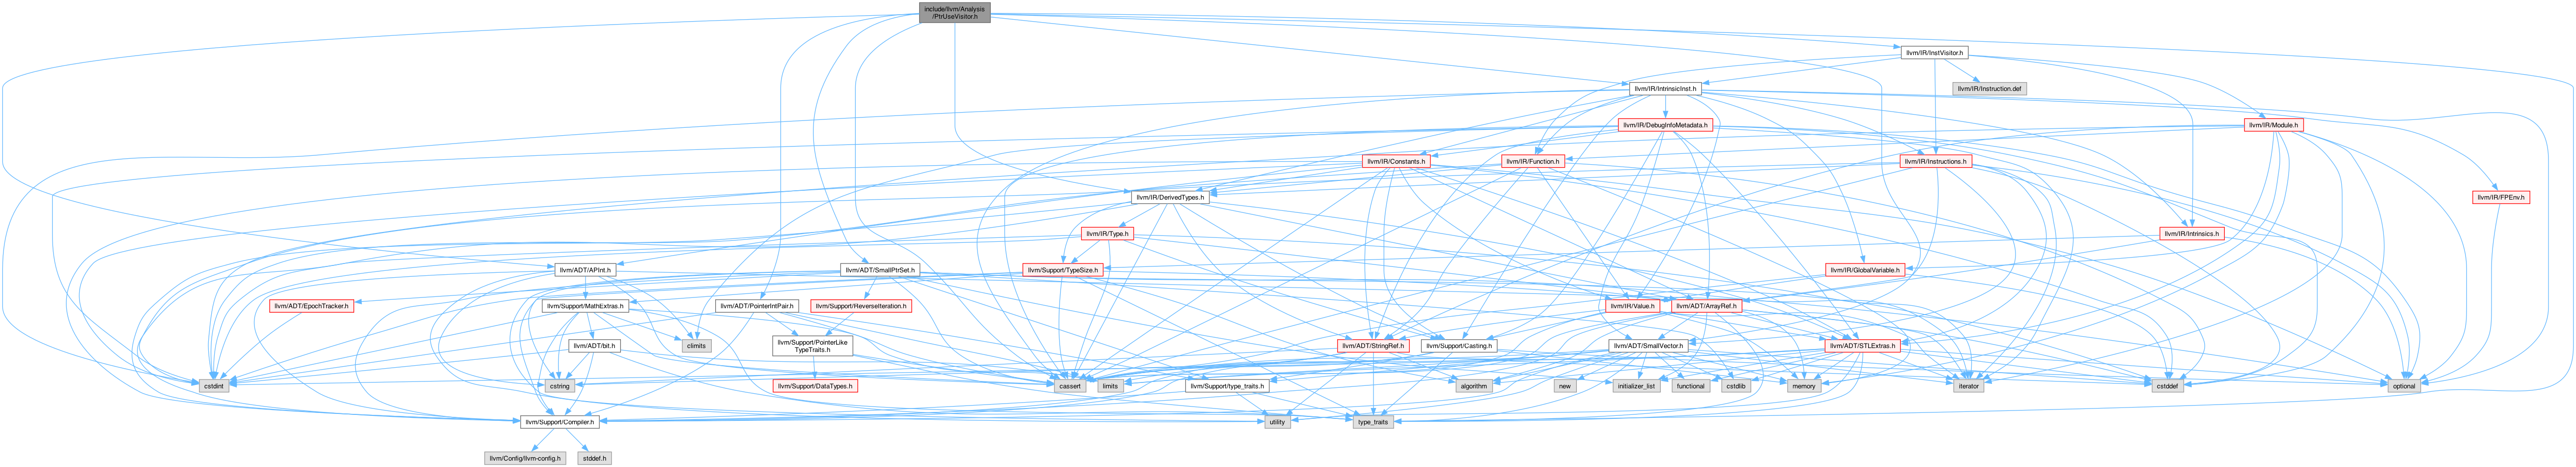 include/llvm/Analysis
/PtrUseVisitor.h
llvm/IR/InstVisitor.h
llvm/IR/IntrinsicInst.h
llvm/IR/Instruction.def
llvm/IR/DebugInfoMetadata.h
llvm/IR/Module.h
llvm/IR/Constants.h
llvm/IR/Function.h
llvm/IR/Instructions.h
llvm/IR/DerivedTypes.h
llvm/IR/FPEnv.h
llvm/IR/Type.h
llvm/IR/Intrinsics.h
llvm/ADT/APInt.h
llvm/ADT/SmallPtrSet.h
llvm/Support/TypeSize.h
llvm/IR/GlobalVariable.h
llvm/ADT/EpochTracker.h
llvm/Support/MathExtras.h
llvm/ADT/PointerIntPair.h
llvm/Support/ReverseIteration.h
llvm/IR/Value.h
llvm/ADT/ArrayRef.h
llvm/ADT/bit.h
climits
llvm/Support/PointerLike
TypeTraits.h
llvm/ADT/StringRef.h
llvm/Support/Casting.h
llvm/ADT/SmallVector.h
llvm/ADT/STLExtras.h
cstdint
cstring
llvm/Support/DataTypes.h
cassert
limits
llvm/Support/type_traits.h
algorithm
new
initializer_list
functional
cstdlib
memory
iterator
cstddef
optional
llvm/Support/Compiler.h
utility
type_traits
llvm/Config/llvm-config.h
stddef.h